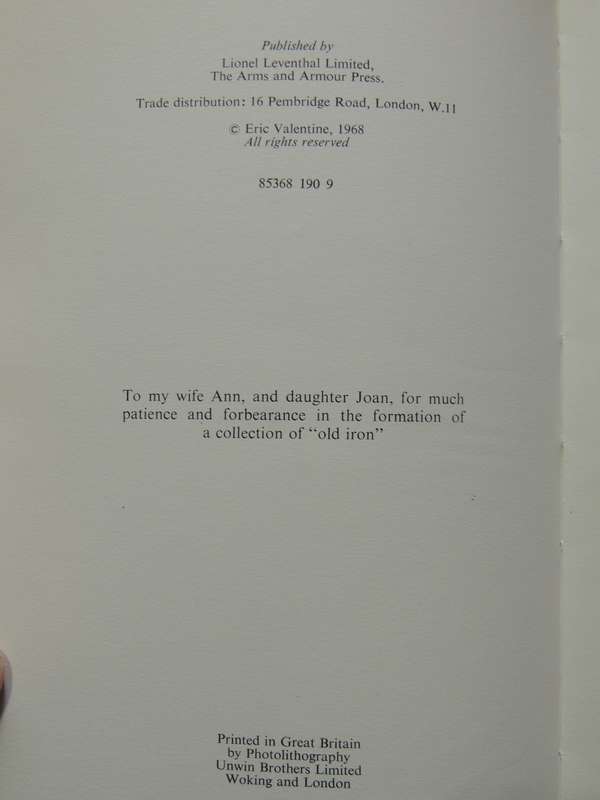 Published by
Lionel Leventhal Limited,
The Arms and Armour Press.
Trade distribution: 16 Pembridge Road, London, W.11
© Eric Valentine, 1968
All rights reserved
85368 190 9
To my wife Ann, and daughter Joan, for much
patience and forbearance in the formation of
a collection of “old iron”
Printed in Great Britain
by Photolithography
Unwin Brothers Limited
Woking and London